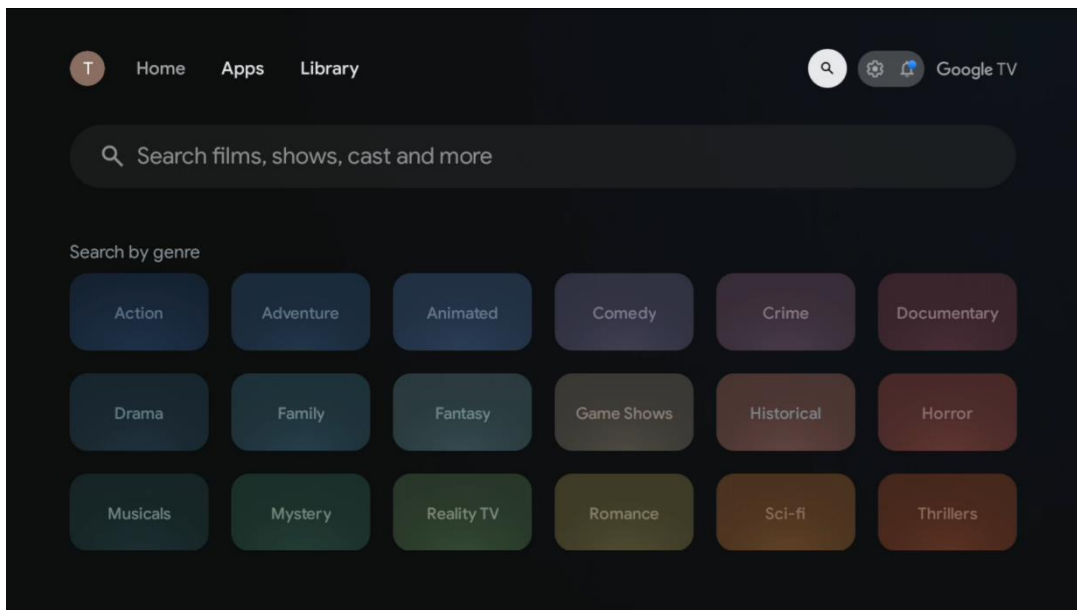 T Home Apps Library Google TV
Search films, shows, cast and more
Search by genre
Action Adventure Animated Comedy Crime Documentary
Drama Family Fantasy Game Shows Historical Horror
Musicals Mystery Reality TV Romance Sci-fi Thrillers